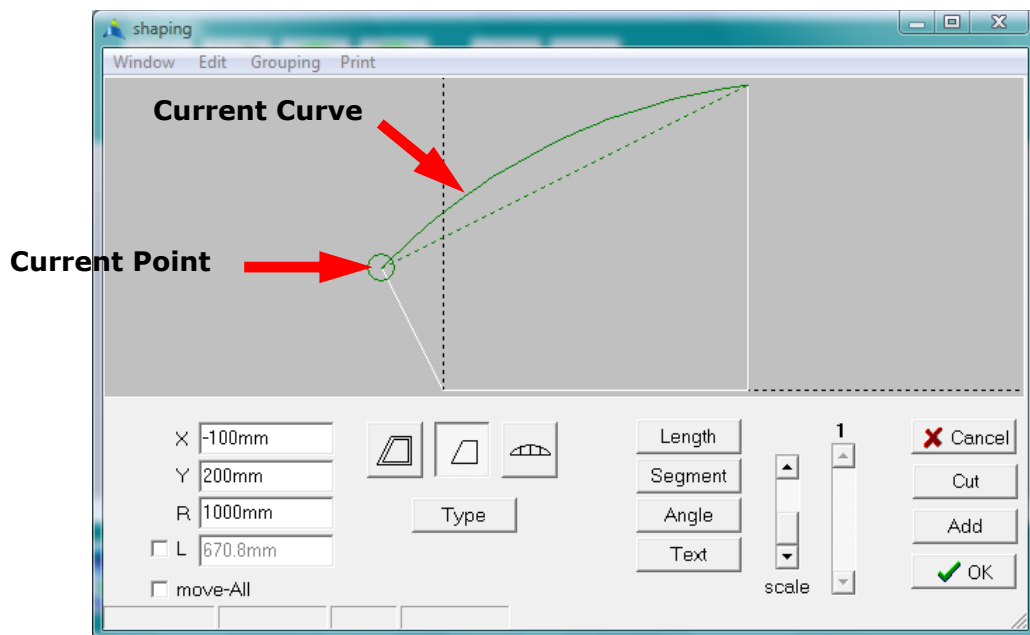 shaping
Window Edit Grouping Print
Current Curve
Current Point
X -100mm
Y 200mm
R 1000mm
L 670.8mm
move-All
Type
Length
Segment
Angle
Text
scale
1
Cancel
Cut
Add
OK